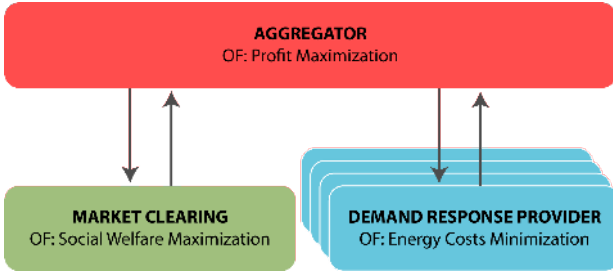 AGGREGATOR
OF: Profit Maximization
MARKET CLEARING
OF: Social Welfare Maximization
DEMAND RESPONSE PROVIDER
OF: Energy Costs Minimization